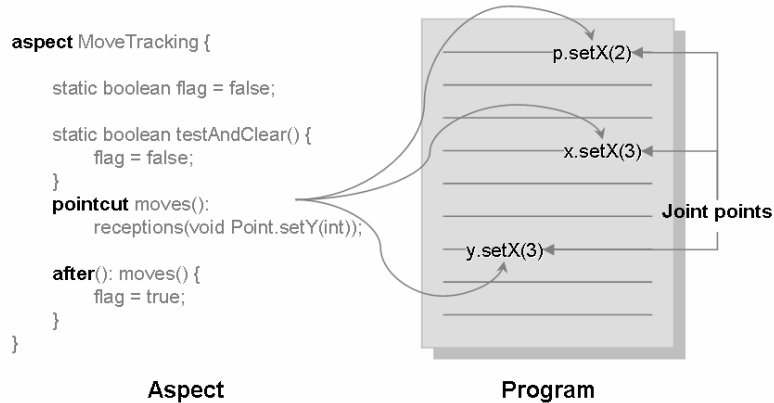 aspect MoveTracking {
static boolean flag = false;
static boolean testAndClear() {
flag = false;
}
pointcut moves():
receptions(void Point.setY(int));
after(): moves() {
flag = true;
}
}
Aspect
p.setX(2)
x.setX(3)
y.setX(3)
Joint points
Program